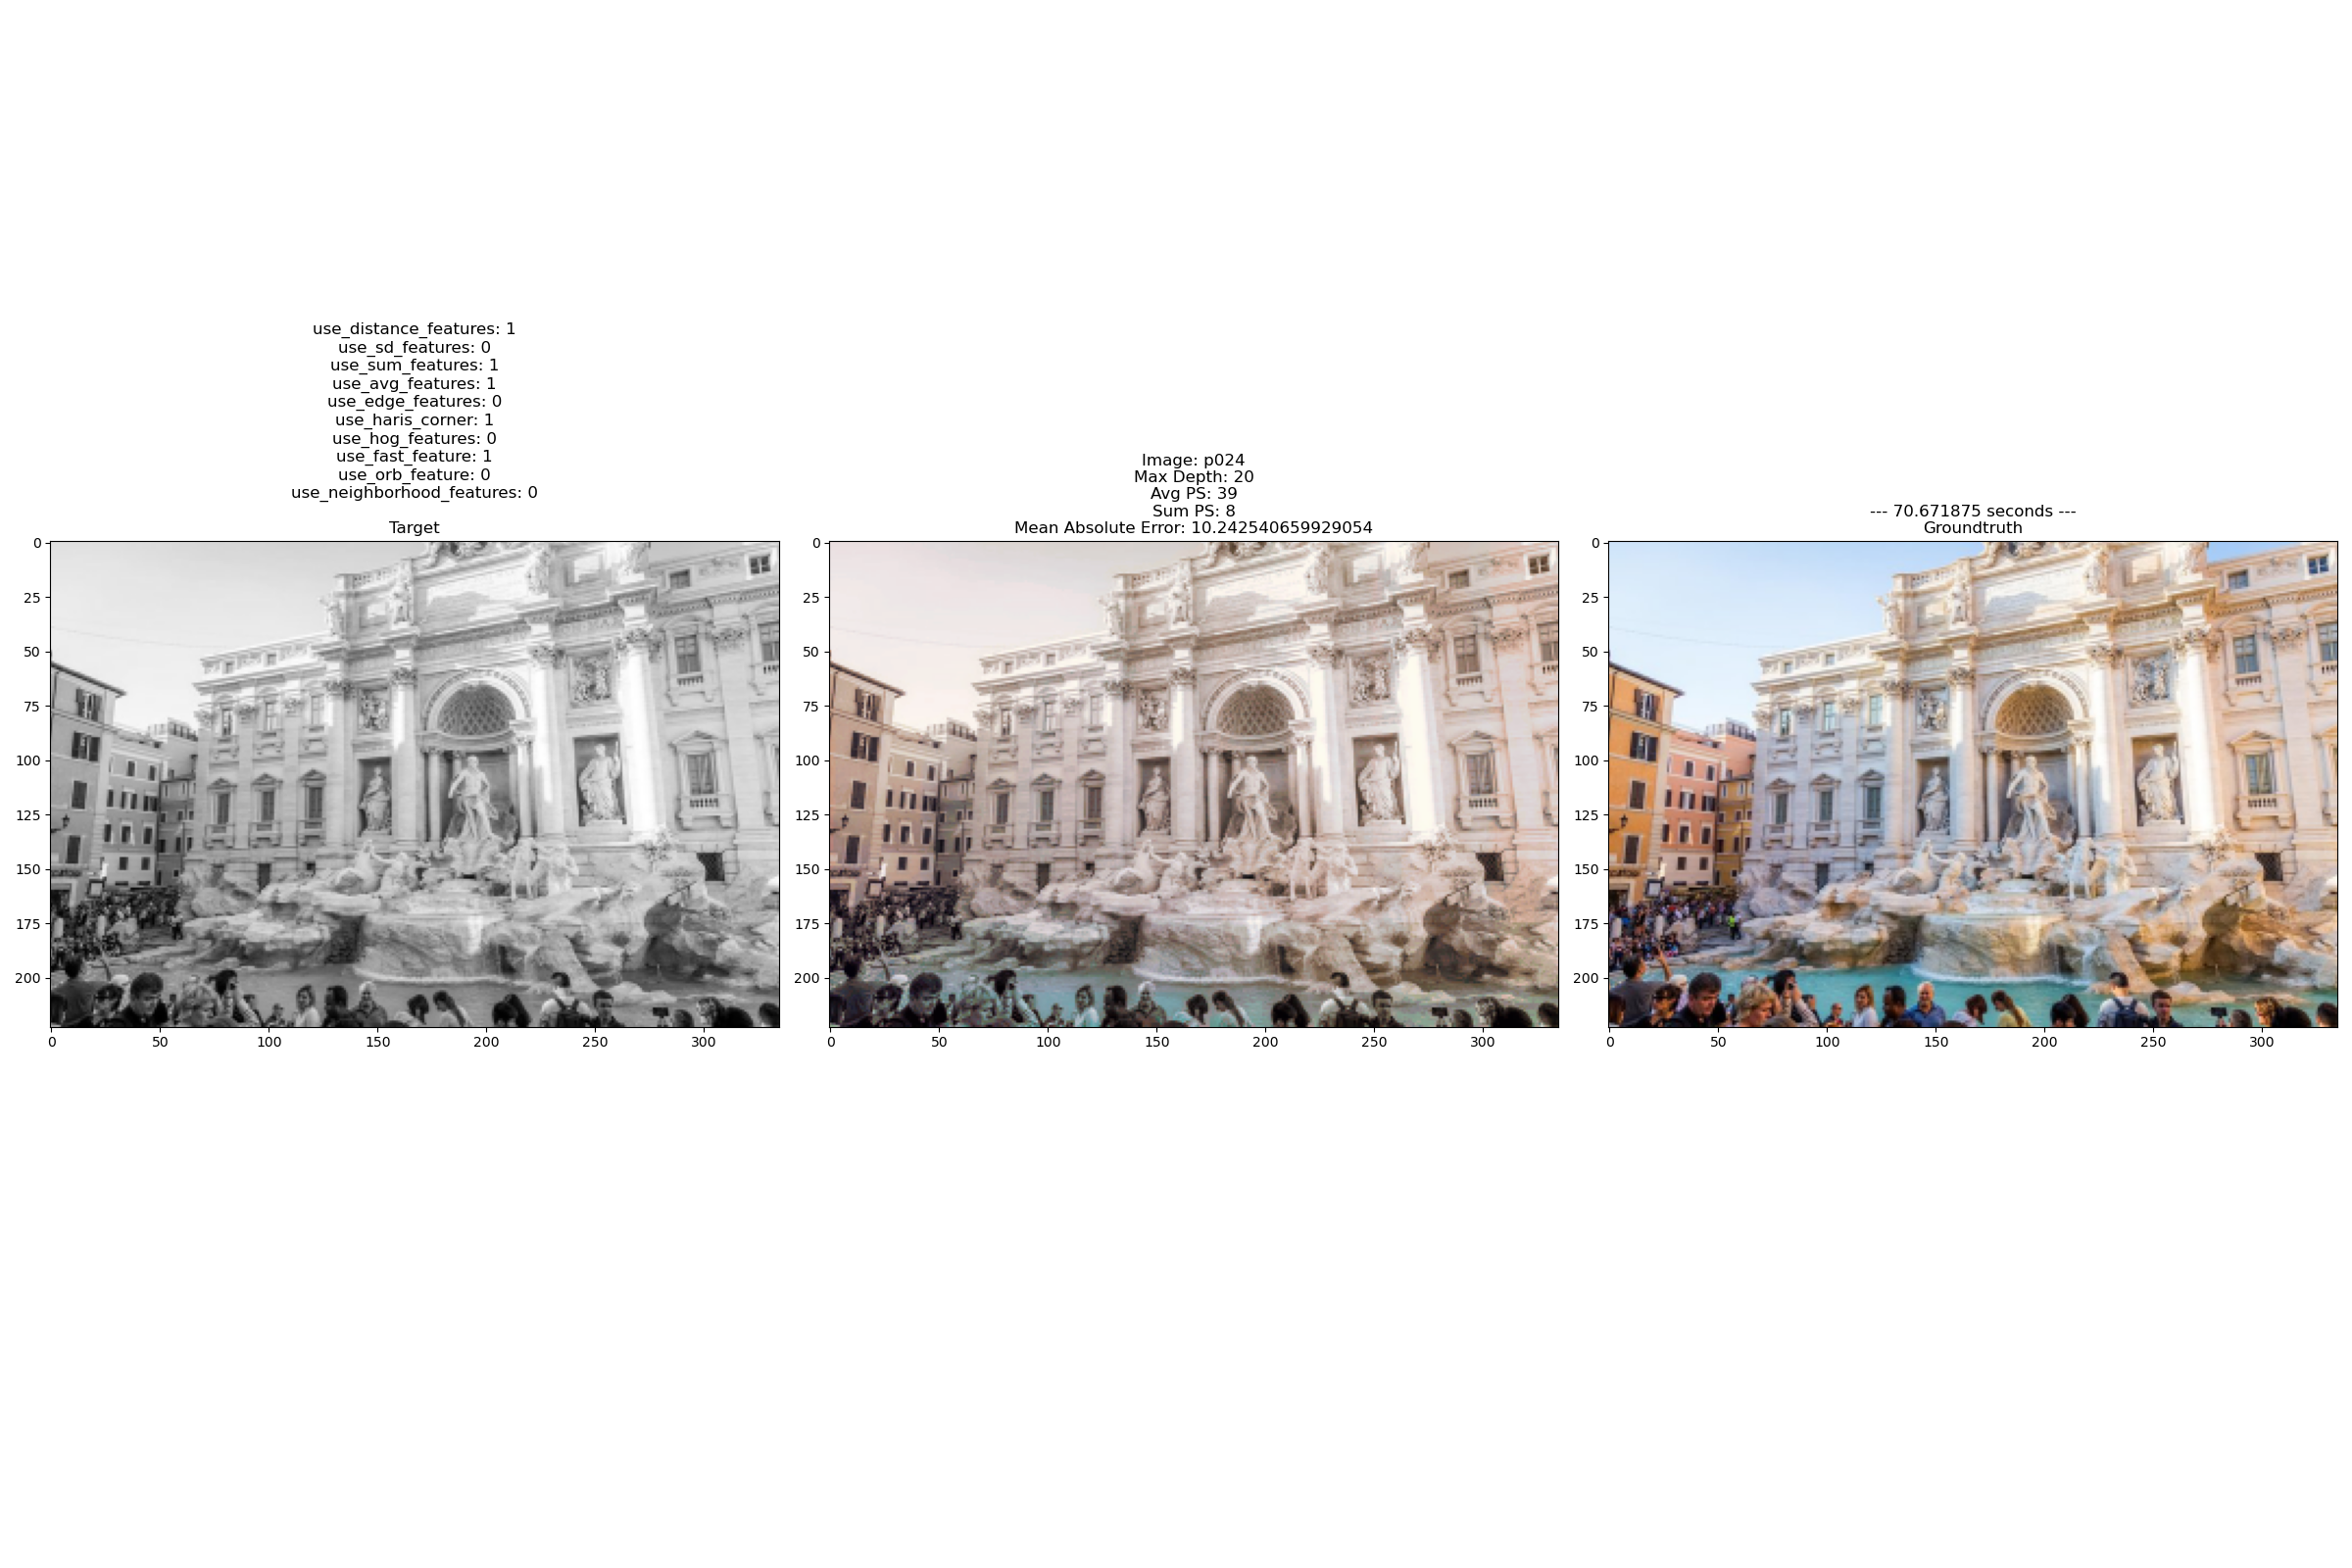 use_distance_features: 1
use_sd_features: 0
use_sum_features: 1
use_avg_features: 1
use_edge_features: 0
use_haris_corner: 1
use_hog_features: 0
use_fast_feature: 1
use_orb_feature: 0
use_neighborhood_features: 0
Target
0
25
50
75
100
125
150
175
200
0 50 100 150 200 250 300
Image: p024
Max Depth: 20
Avg PS: 39
Sum PS: 8
Mean Absolute Error: 10.242540659929054
0
25
50
75
100
125
150
175
200
0 50 100 150 200 250 300
--- 70.671875 seconds ---
Groundtruth
0
25
50
75
100
125
150
175
200
0 50 100 150 200 250 300